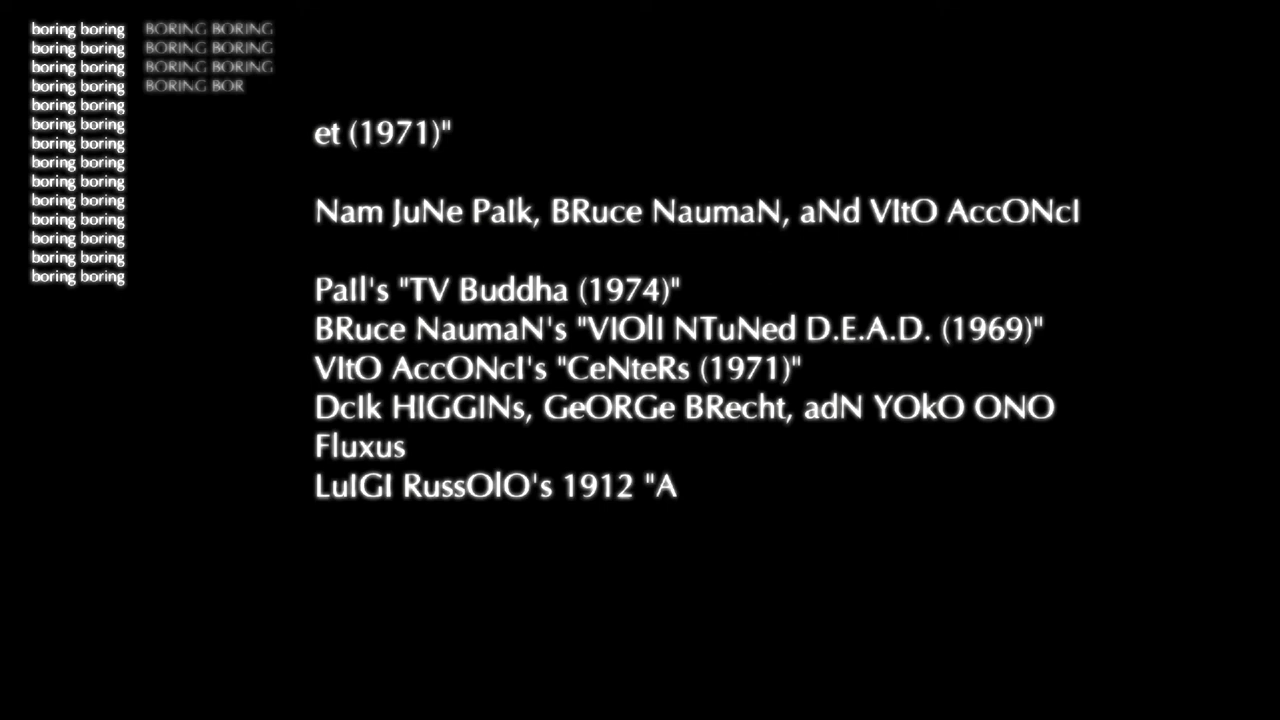 boring boring
boring boring
boring boring
boring boring
boring boring
boring boring
boring boring
boring boring
boring boring
boring boring
boring boring
boring boring
boring boring
boring boring
BORING BORING
BORING BORING
BORING BORING
BORING BOR
et (1971)"
Nam JuNe PaIk, BRuce NaumaN, aNd VItO AccONcI
PaIl's "TV Buddha (1974)"
BRuce NaumaN's "VIOlI NTuNed D.E.A.D. (1969)"
VItO AccONcI's "CeNteRs (1971)"
DcIk HIGGINs, GeORGe BRecht, adN YOkO ONO
Fluxus
LuIGI RussOlO's 1912 "A